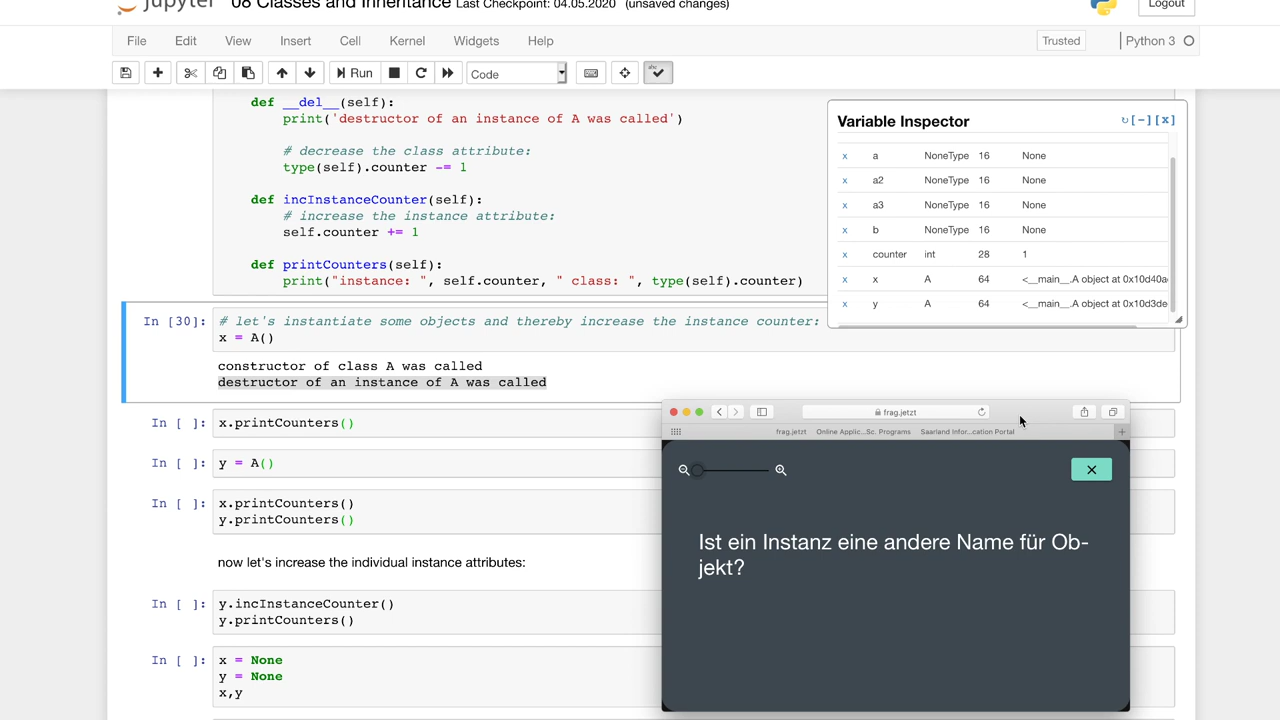 jupyter 08 Classes and Inheritance Last Checkpoint: 04.05.2020 (unsaved changes)
Logout
File Edit View Insert Cell Kernel Widgets Help
Trusted
Python 3
Run
Code
def __del__(self):
print('destructor of an instance of A was called')
# decrease the class attribute:
type(self).counter -= 1
def incInstanceCounter(self):
# increase the instance attribute:
self.counter += 1
def printCounters(self):
print("instance: ", self.counter, " class: ", type(self).counter)
Variable Inspector
↻ [−] [x]
x a NoneType 16 None
x a2 NoneType 16 None
x a3 NoneType 16 None
x b NoneType 16 None
x counter int 28 1
x x A 64 <__main__.A object at 0x10d40a
x y A 64 <__main__.A object at 0x10d3de
In [30]: # let's instantiate some objects and thereby increase the instance counter:
x = A()
constructor of class A was called
destructor of an instance of A was called
In [ ]: x.printCounters()
In [ ]: y = A()
In [ ]: x.printCounters()
y.printCounters()
now let's increase the individual instance attributes:
In [ ]: y.incInstanceCounter()
y.printCounters()
In [ ]: x = None
y = None
x,y
frag.jetzt
frag.jetzt Online Applic...Sc. Programs Saarland Infor...cation Portal
Ist ein Instanz eine andere Name für Ob-
jekt?